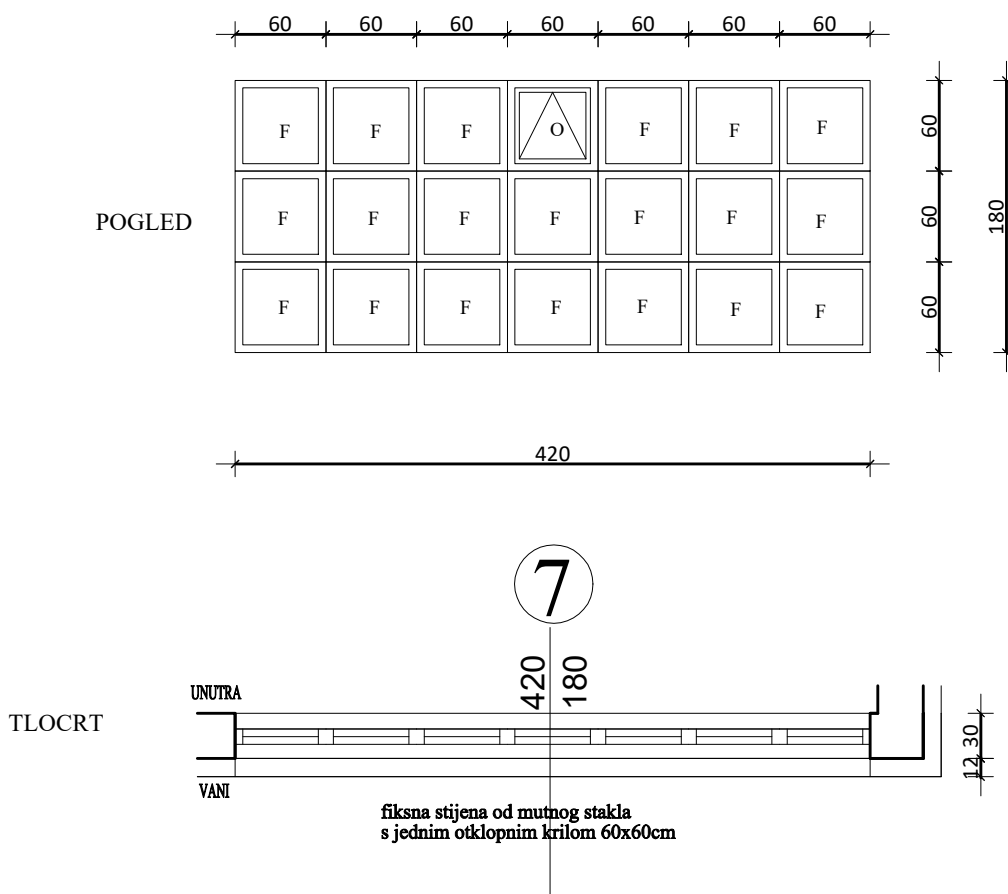 60 60 60 60 60 60 60
F F F O F F F
60
POGLED
F F F F F F F
60
180
F F F F F F F
60
420
7
420
180
UNUTRA
TLOCRT
30
12
VANI
fiksna stijena od mutnog stakla
s jednim otklopnim krilom 60x60cm